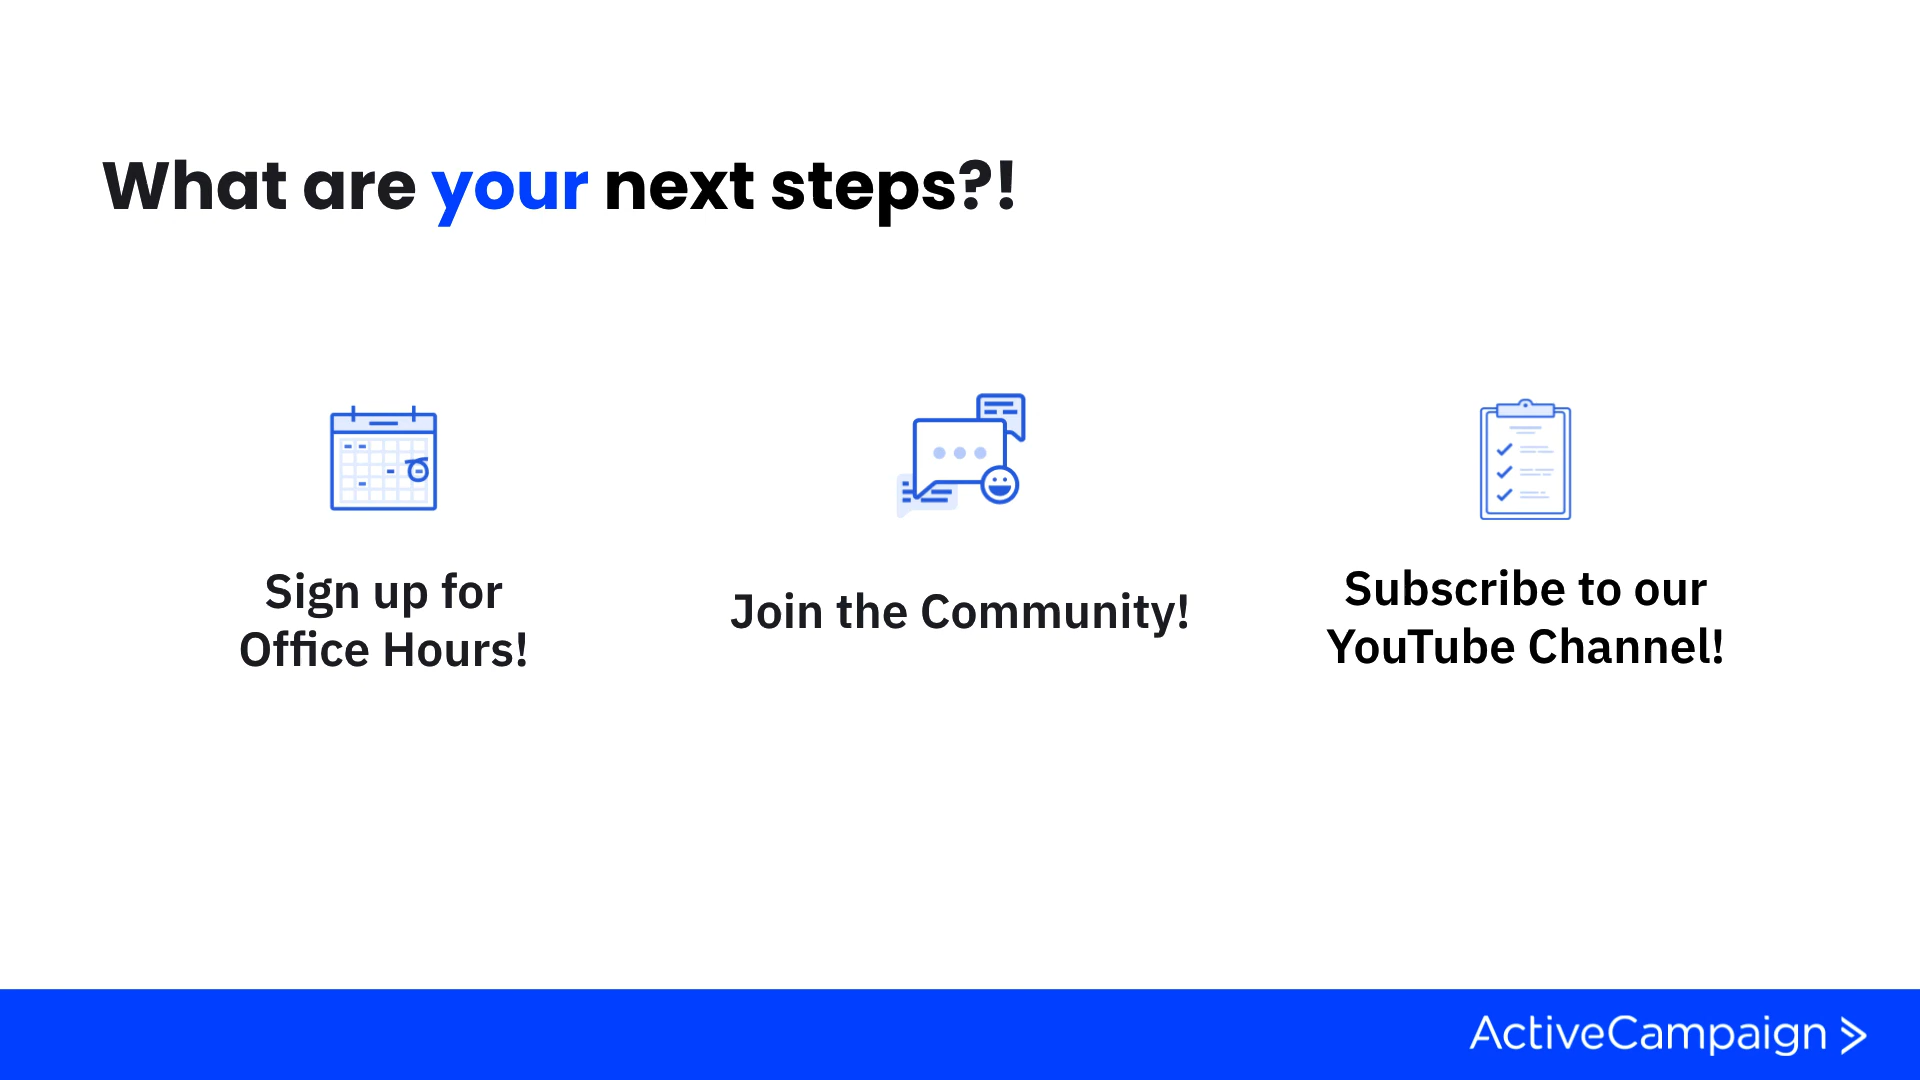 What are your next steps?!
Sign up for
Office Hours!
Join the Community!
Subscribe to our
YouTube Channel!
ActiveCampaign